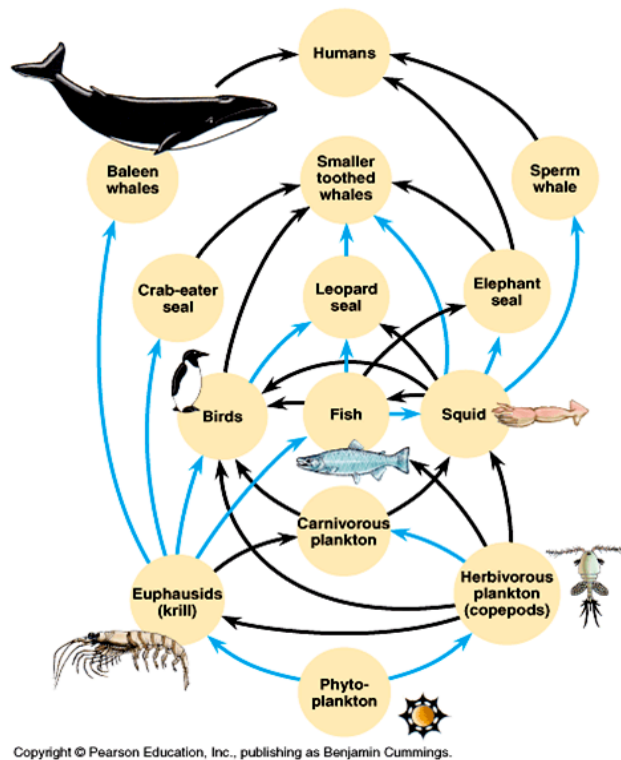 Humans
Baleen
whales
Smaller
toothed
whales
Sperm
whale
Crab-eater
seal
Leopard
seal
Elephant
seal
Birds
Fish
Squid
Carnivorous
plankton
Euphausids
(krill)
Herbivorous
plankton
(copepods)
Phyto-
plankton
Copyright © Pearson Education, Inc., publishing as Benjamin Cummings.